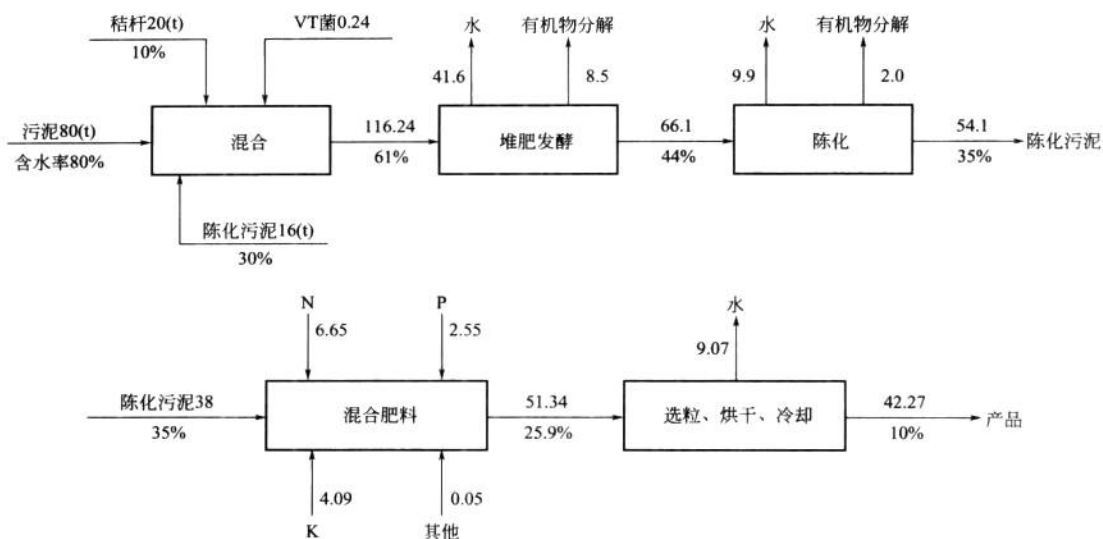 秸杆20(t)
10%
VT菌0.24
水
有机物分解
水
有机物分解
41.6
8.5
9.9
2.0
污泥80(t)
含水率80%
混合
116.24
61%
堆肥发酵
66.1
44%
陈化
54.1
35%
陈化污泥
陈化污泥16(t)
30%
N
P
水
6.65
2.55
9.07
陈化污泥38
35%
混合肥料
51.34
25.9%
选粒、烘干、冷却
42.27
10%
产品
4.09
0.05
K
其他